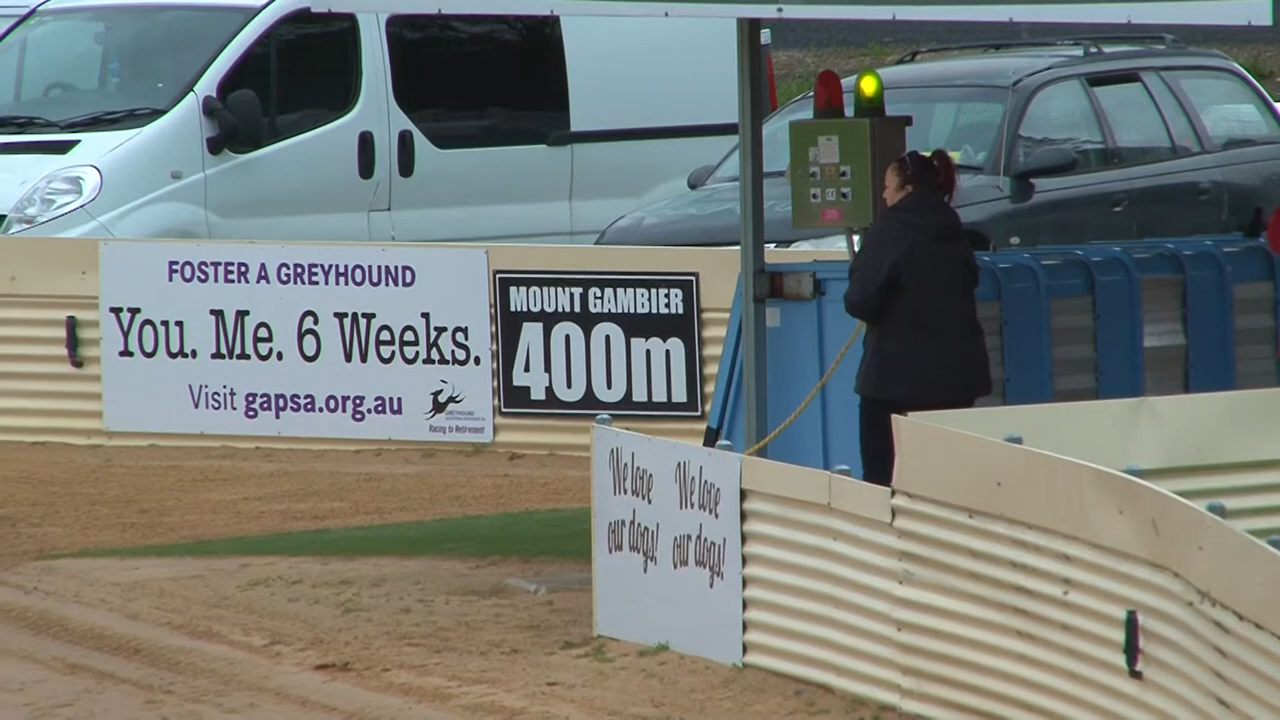 FOSTER A GREYHOUND
You. Me. 6 Weeks.
Visit gapsa.org.au
GREYHOUND
Racing to Retirement
MOUNT GAMBIER
400m
We love
our dogs!
We love
our dogs!